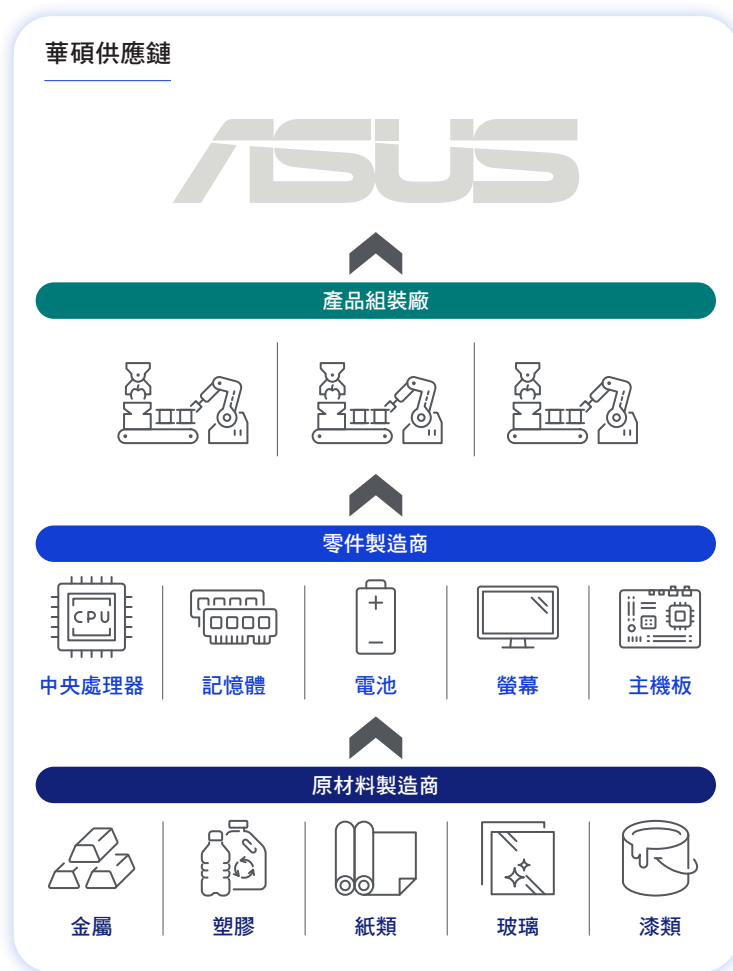 華碩供應鏈
ASUS
產品組裝廠
零件製造商
CPU
中央處理器
記憶體
電池
螢幕
主機板
原材料製造商
金屬
塑膠
紙類
玻璃
漆類